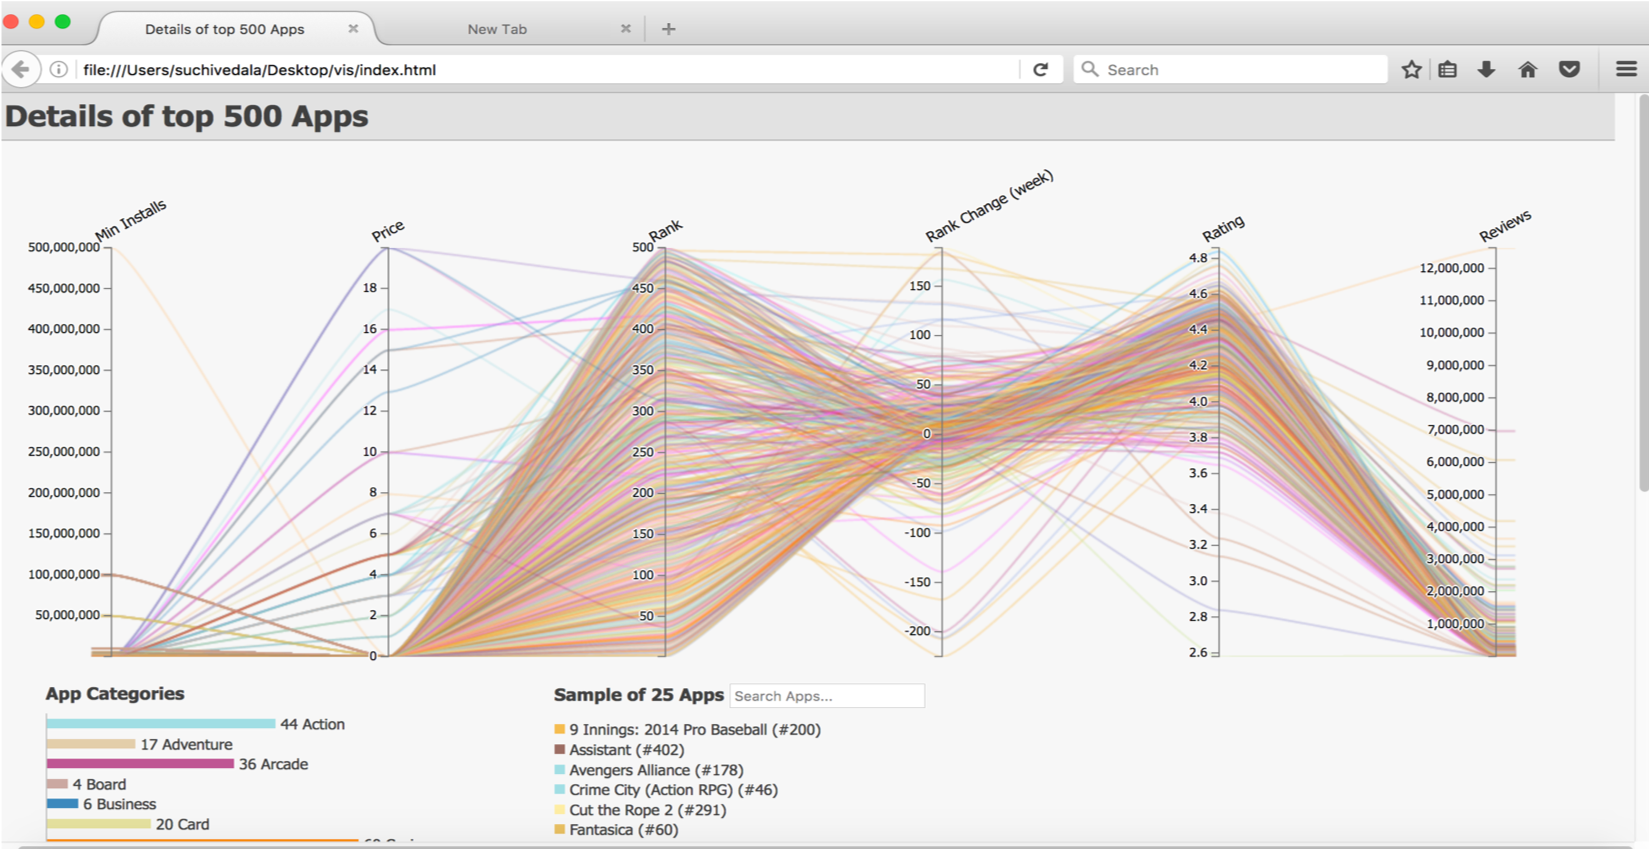 Details of top 500 Apps
New Tab
file:///Users/suchivedala/Desktop/vis/index.html
Search
Details of top 500 Apps
Min Installs
Price
Rank
Rank Change (week)
Rating
Reviews
500,000,000
450,000,000
400,000,000
350,000,000
300,000,000
250,000,000
200,000,000
150,000,000
100,000,000
50,000,000
18
16
14
12
10
8
6
4
2
0
500
450
400
350
300
250
200
150
100
50
150
100
50
0
-50
-100
-150
-200
4.8
4.6
4.4
4.2
4.0
3.8
3.6
3.4
3.2
3.0
2.8
2.6
12,000,000
11,000,000
10,000,000
9,000,000
8,000,000
7,000,000
6,000,000
5,000,000
4,000,000
3,000,000
2,000,000
1,000,000
App Categories
44 Action
17 Adventure
36 Arcade
4 Board
6 Business
20 Card
Sample of 25 Apps
Search Apps...
9 Innings: 2014 Pro Baseball (#200)
Assistant (#402)
Avengers Alliance (#178)
Crime City (Action RPG) (#46)
Cut the Rope 2 (#291)
Fantasica (#60)